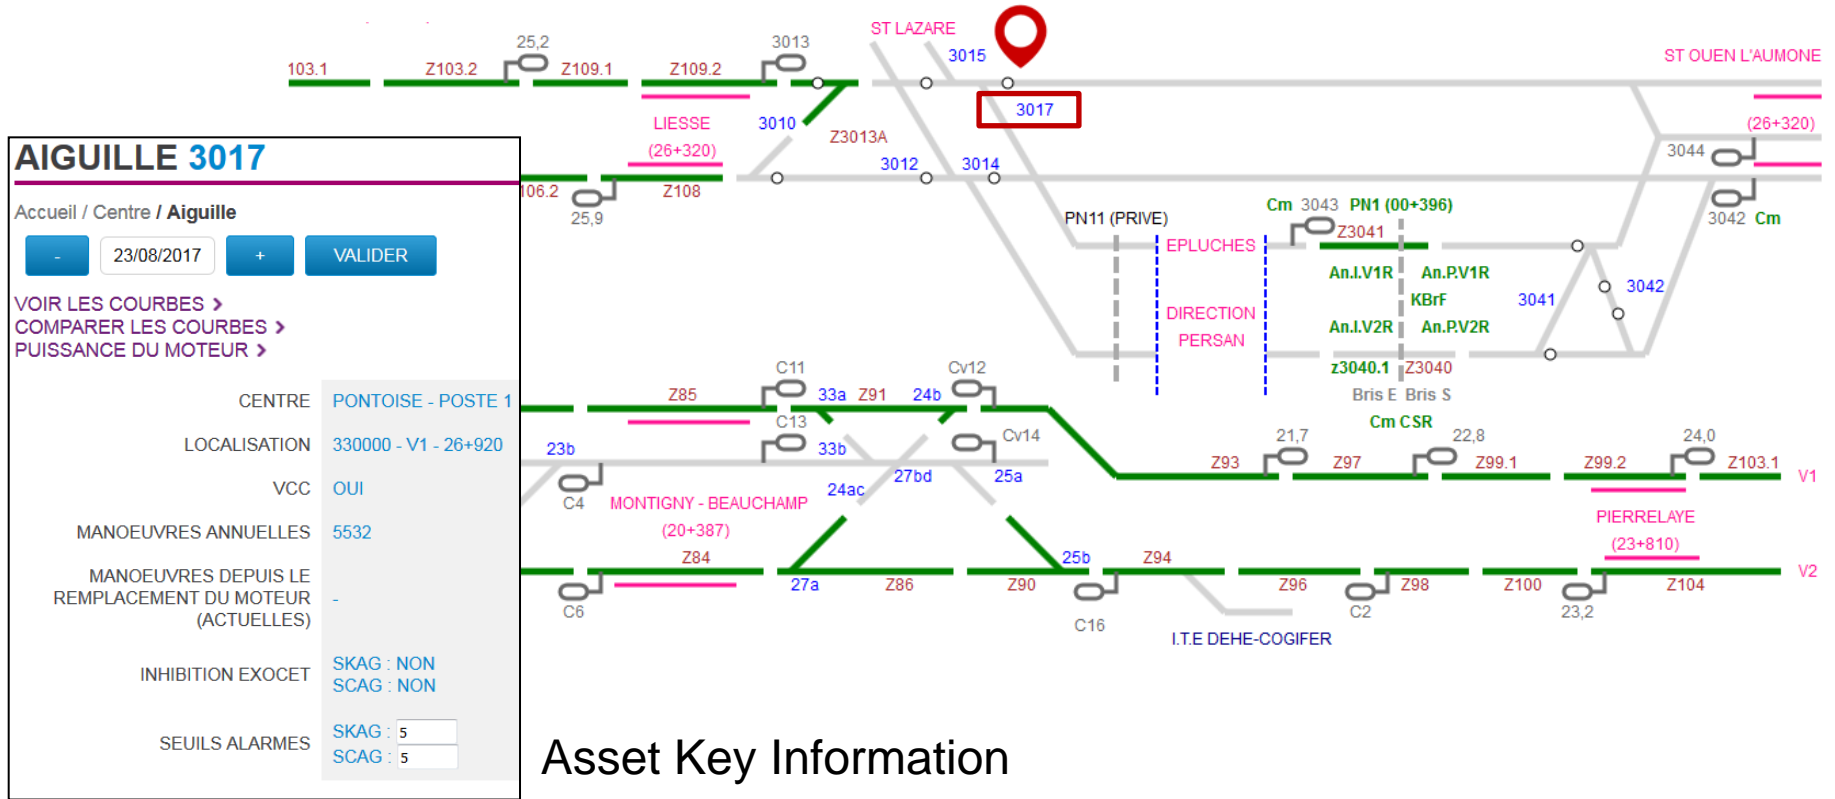 ST LAZARE
25,2
3013
3015
ST OUEN L'AUMONE
103.1
Z103.2
Z109.1
Z109.2
3017
LIESSE
(26+320)
3010
Z3013A
(26+320)
3012
3014
3044
106.2
25,9
Z108
PN11 (PRIVE)
Cm 3043 PN1 (00+396)
3042 Cm
Z3041
EPLUCHES
An.I.V1R
An.P.V1R
KBrF
3041
3042
DIRECTION
PERSAN
An.I.V2R
An.P.V2R
z3040.1
Z3040
Bris E
Bris S
Cm CSR
AIGUILLE 3017
Accueil / Centre / Aiguille
-
23/08/2017
+
VALIDER
VOIR LES COURBES >
COMPARER LES COURBES >
PUISSANCE DU MOTEUR >
CENTRE PONTOISE - POSTE 1
LOCALISATION 330000 - V1 - 26+920
VCC OUI
MANOEUVRES ANNUELLES 5532
MANOEUVRES DEPUIS LE
REMPLACEMENT DU MOTEUR -
(ACTUELLES)
INHIBITION EXOCET SKAG : NON
SCAG : NON
SEUILS ALARMES SKAG : 5
SCAG : 5
C11
Cv12
Z85
33a
Z91
24b
C13
Cv14
23b
33b
21,7
22,8
24,0
Z93
Z97
Z99.1
Z99.2
Z103.1
V1
C4
24ac
27bd
25a
MONTIGNY - BEAUCHAMP
(20+387)
PIERRELAYE
(23+810)
Z84
25b
Z94
V2
C6
27a
Z86
Z90
C16
Z96
C2
Z98
Z100
23,2
Z104
I.T.E DEHE-COGIFER
Asset Key Information